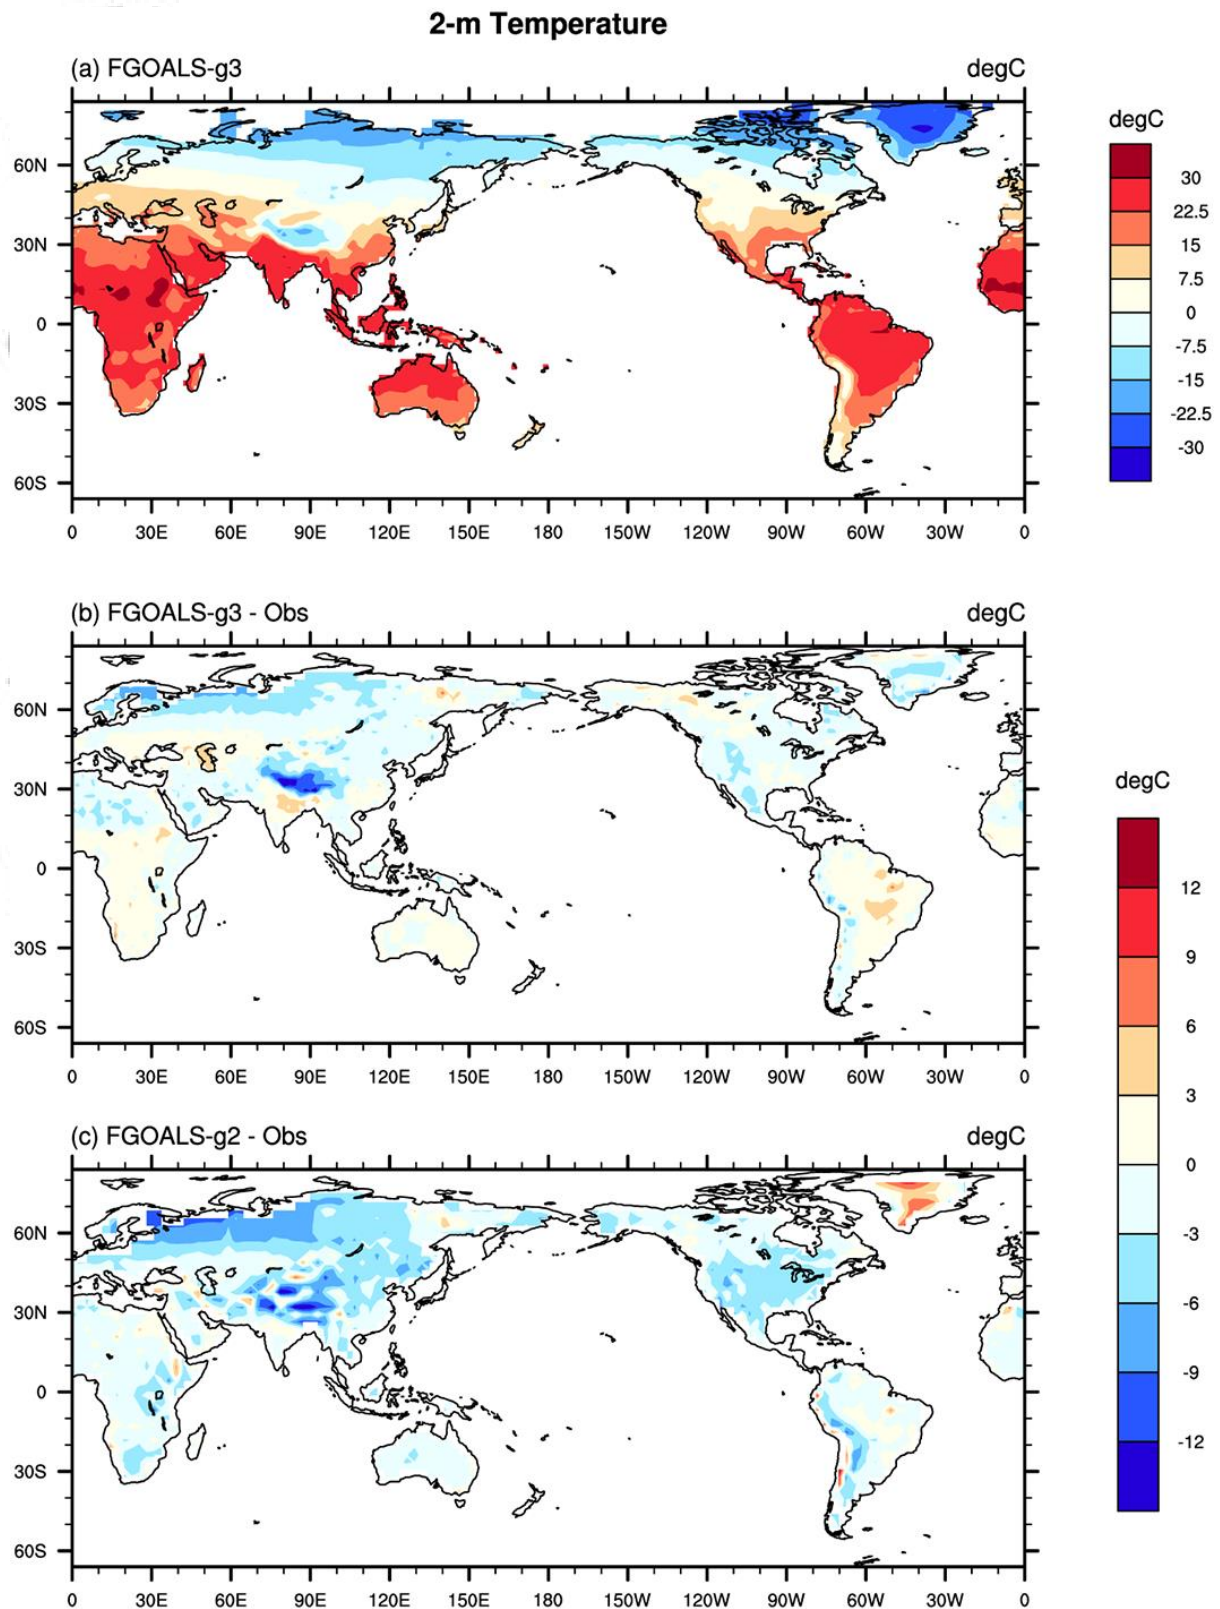 2-m Temperature
(a) FGOALS-g3 degC
degC
60N
30N
0
30S
60S
0 30E 60E 90E 120E 150E 180 150W 120W 90W 60W 30W 0
30
22.5
15
7.5
0
-7.5
-15
-22.5
-30
(b) FGOALS-g3 - Obs degC
60N
30N
0
30S
60S
0 30E 60E 90E 120E 150E 180 150W 120W 90W 60W 30W 0
degC
12
9
6
3
0
-3
-6
-9
-12
(c) FGOALS-g2 - Obs degC
60N
30N
0
30S
60S
0 30E 60E 90E 120E 150E 180 150W 120W 90W 60W 30W 0